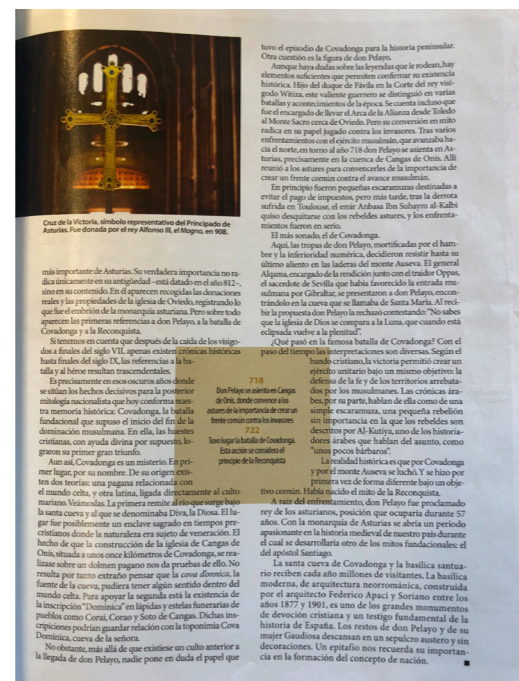 Cruz de la Victoria, símbolo representativo del Principado de
Asturias. Fue donada por el rey Alfonso III, el Magno, en 908.
más importante de Asturias. Su verdadera importancia no ra-
dica únicamente en su antigüedad –está datado en el año 812–,
sino en su contenido. En él aparecen recogidas las donaciones
reales y las propiedades de la iglesia de Oviedo, registrando lo
que fue el embrión de la monarquía asturiana. Pero sobre todo
aparecen las primeras referencias a don Pelayo, a la batalla de
Covadonga y a la Reconquista.
Si tenemos en cuenta que después de la caída de los visigo-
dos a finales del siglo VII, apenas existen crónicas históricas
hasta finales del siglo IX, las referencias a la ba-
talla y al héroe resultan trascendentales.
Es precisamente en esos oscuros años donde
se sitúan los hechos decisivos para la posterior
mitología nacionalista que hoy conforma nues-
tra memoria histórica: Covadonga, la batalla
fundacional que supuso el inicio del fin de la
dominación musulmana. En ella, las huestes
cristianas, con ayuda divina por supuesto, lo-
graron su primer gran triunfo.
Aun así, Covadonga es un misterio. En pri-
mer lugar, por su nombre. De su origen exis-
ten dos teorías: una pagana relacionada con
el mundo celta, y otra latina, ligada directamente al culto
mariano. Veámoslas. La primera remite al río que surge bajo
la santa cueva y al que se denominaba Diva, la Diosa. El lu-
gar fue posiblemente un enclave sagrado en tiempos pre-
cristianos donde la naturaleza era sujeto de veneración. El
hecho de que la construcción de la iglesia de Cangas de
Onís, situada a unos once kilómetros de Covadonga, se rea-
lizase sobre un dolmen pagano nos da pruebas de ello. No
resulta por tanto extraño pensar que la cova donnica, la
fuente de la cueva, pudiera tener algún sentido dentro del
mundo celta. Para apoyar la segunda está la existencia de
la inscripción "Dominica" en lápidas y estelas funerarias de
pueblos como Corai, Corao y Soto de Cangas. Dichas ins-
cripciones podrían guardar relación con la toponimia Cova
Dominica, cueva de la señora.
No obstante, más allá de que existiese un culto anterior a
la llegada de don Pelayo, nadie pone en duda el papel que
718
Don Pelayo se asienta en Cangas
de Onís, donde convence a los
astures de la importancia de crear un
frente común contra los invasores
722
Tuvo lugar la batalla de Covadonga.
Esta acción se considera el
principio de la Reconquista
tuvo el episodio de Covadonga para la historia peninsular.
Otra cuestión es la figura de don Pelayo.
Aunque haya dudas sobre las leyendas que le rodean, hay
elementos suficientes que permiten confirmar su existencia
histórica. Hijo del duque de Fávila en la Corte del rey visi-
godo Witiza, este valiente guerrero se distinguió en varias
batallas y acontecimientos de la época. Se cuenta incluso que
fue el encargado de llevar el Arca de la Alianza desde Toledo
al Monte Sacro cerca de Oviedo. Pero su conversión en mito
radica en su papel jugado contra los invasores. Tras varios
enfrentamientos con el ejército musulmán, que avanzaba ha-
cia el norte, en torno al año 718 don Pelayo se asienta en As-
turias, precisamente en la cuenca de Cangas de Onís. Allí
reunió a los astures para convencerles de la importancia de
crear un frente común contra el avance musulmán.
En principio fueron pequeñas escaramuzas destinadas a
evitar el pago de impuestos, pero más tarde, tras la derrota
sufrida en Toulouse, el emir Anbasa Ibn Suhaym al-Kalbi
quiso desquitarse con los rebeldes astures, y los enfrenta-
mientos fueron en serio.
El más sonado, el de Covadonga.
Aquí, las tropas de don Pelayo, mortificadas por el ham-
bre y la inferioridad numérica, decidieron resistir hasta su
último aliento en las laderas del monte Auseva. El general
Alqama, encargado de la rendición junto con el traidor Oppas,
el sacerdote de Sevilla que había favorecido la entrada mu-
sulmana por Gibraltar, se presentaron a don Pelayo, encon-
trándolo en la cueva que se llamaba de Santa María. Al reci-
bir la propuesta don Pelayo la rechazó contestando: "No sabes
que la iglesia de Dios se compara a la Luna, que cuando está
eclipsada vuelve a la plenitud".
¿Qué pasó en la famosa batalla de Covadonga? Con el
paso del tiempo las interpretaciones son diversas. Según el
bando cristiano, la victoria permitió crear un
ejército unitario bajo un mismo objetivo: la
defensa de la fe y de los territorios arrebata-
dos por los musulmanes. Las crónicas ára-
bes, por su parte, hablan de ella como de una
simple escaramuza, una pequeña rebelión
sin importancia en la que los rebeldes son
descritos por Al-Kutiya, uno de los historia-
dores árabes que hablan del asunto, como
"unos pocos bárbaros".
La realidad histórica es que por Covadonga
y por el monte Auseva se luchó. Y se hizo por
primera vez de forma diferente bajo un obje-
tivo común. Había nacido el mito de la Reconquista.
A raíz del enfrentamiento, don Pelayo fue proclamado
rey de los asturianos, posición que ocuparía durante 57
años. Con la monarquía de Asturias se abría un periodo
apasionante en la historia medieval de nuestro país durante
el cual se desarrollaría otro de los mitos fundacionales: el
del apóstol Santiago.
La santa cueva de Covadonga y la basílica santua-
rio reciben cada año millones de visitantes. La basílica
moderna, de arquitectura neorrománica, construida
por el arquitecto Federico Apaci y Soriano entre los
años 1877 y 1901, es uno de los grandes monumentos
de devoción cristiana y un testigo fundamental de la
historia de España. Los restos de don Pelayo y de su
mujer Gaudiosa descansan en un sepulcro austero y sin
decoraciones. Un epitafio nos recuerda su importan-
cia en la formación del concepto de nación.